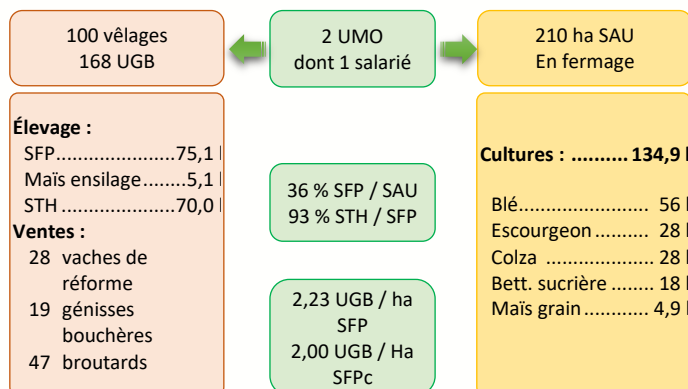 100 vêlages
168 UGB
2 UMO
dont 1 salarié
210 ha SAU
En fermage
Élevage :
SFP......................75,1
Maïs ensilage.....5,1
STH.....................70,0
Ventes :
28 vaches de
réforme
19 génisses
bouchères
47 broutards
36 % SFP / SAU
93 % STH / SFP
2,23 UGB / ha
SFP
2,00 UGB / Ha
SFPc
Cultures : .......... 134,9
Blé...................... 56
Escourgeon.......... 28
Colza .................. 28
Bett. sucrière ....... 18
Maïs grain............ 4,9